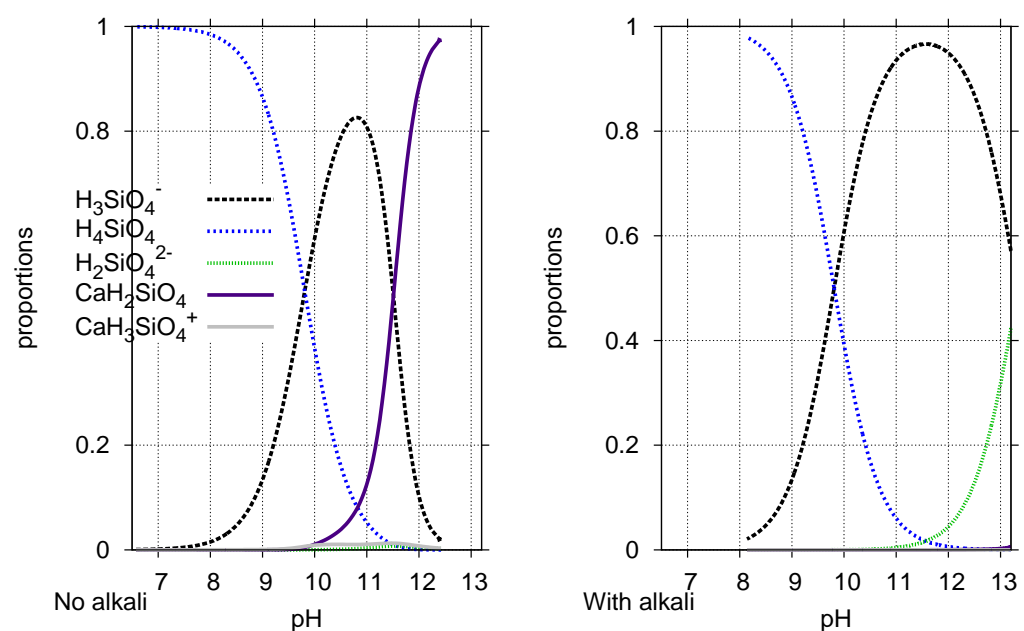 1
0.8
0.2
0
proportions
H₃SiO₄⁻
H₄SiO₄
H₂SiO₄²⁻
CaH₂SiO₄
CaH₃SiO₄⁺
7 8 9 10 11 12 13
No alkali
pH
1
0.8
0.6
0.4
0.2
0
proportions
7 8 9 10 11 12 13
With alkali
pH